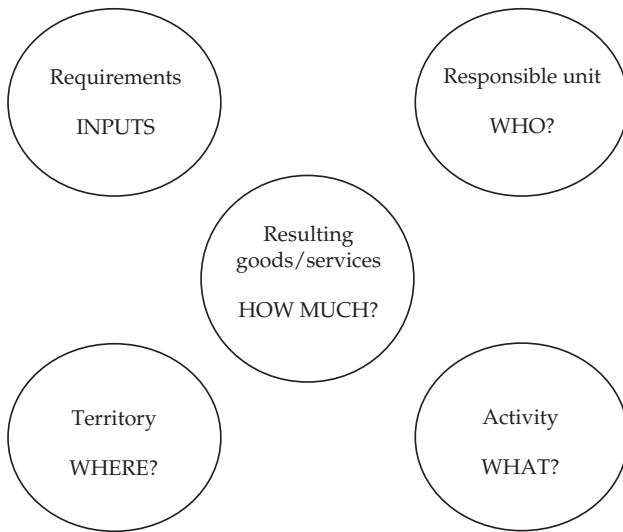 Requirements
INPUTS
Responsible unit
WHO?
Resulting
goods/services
HOW MUCH?
Territory
WHERE?
Activity
WHAT?